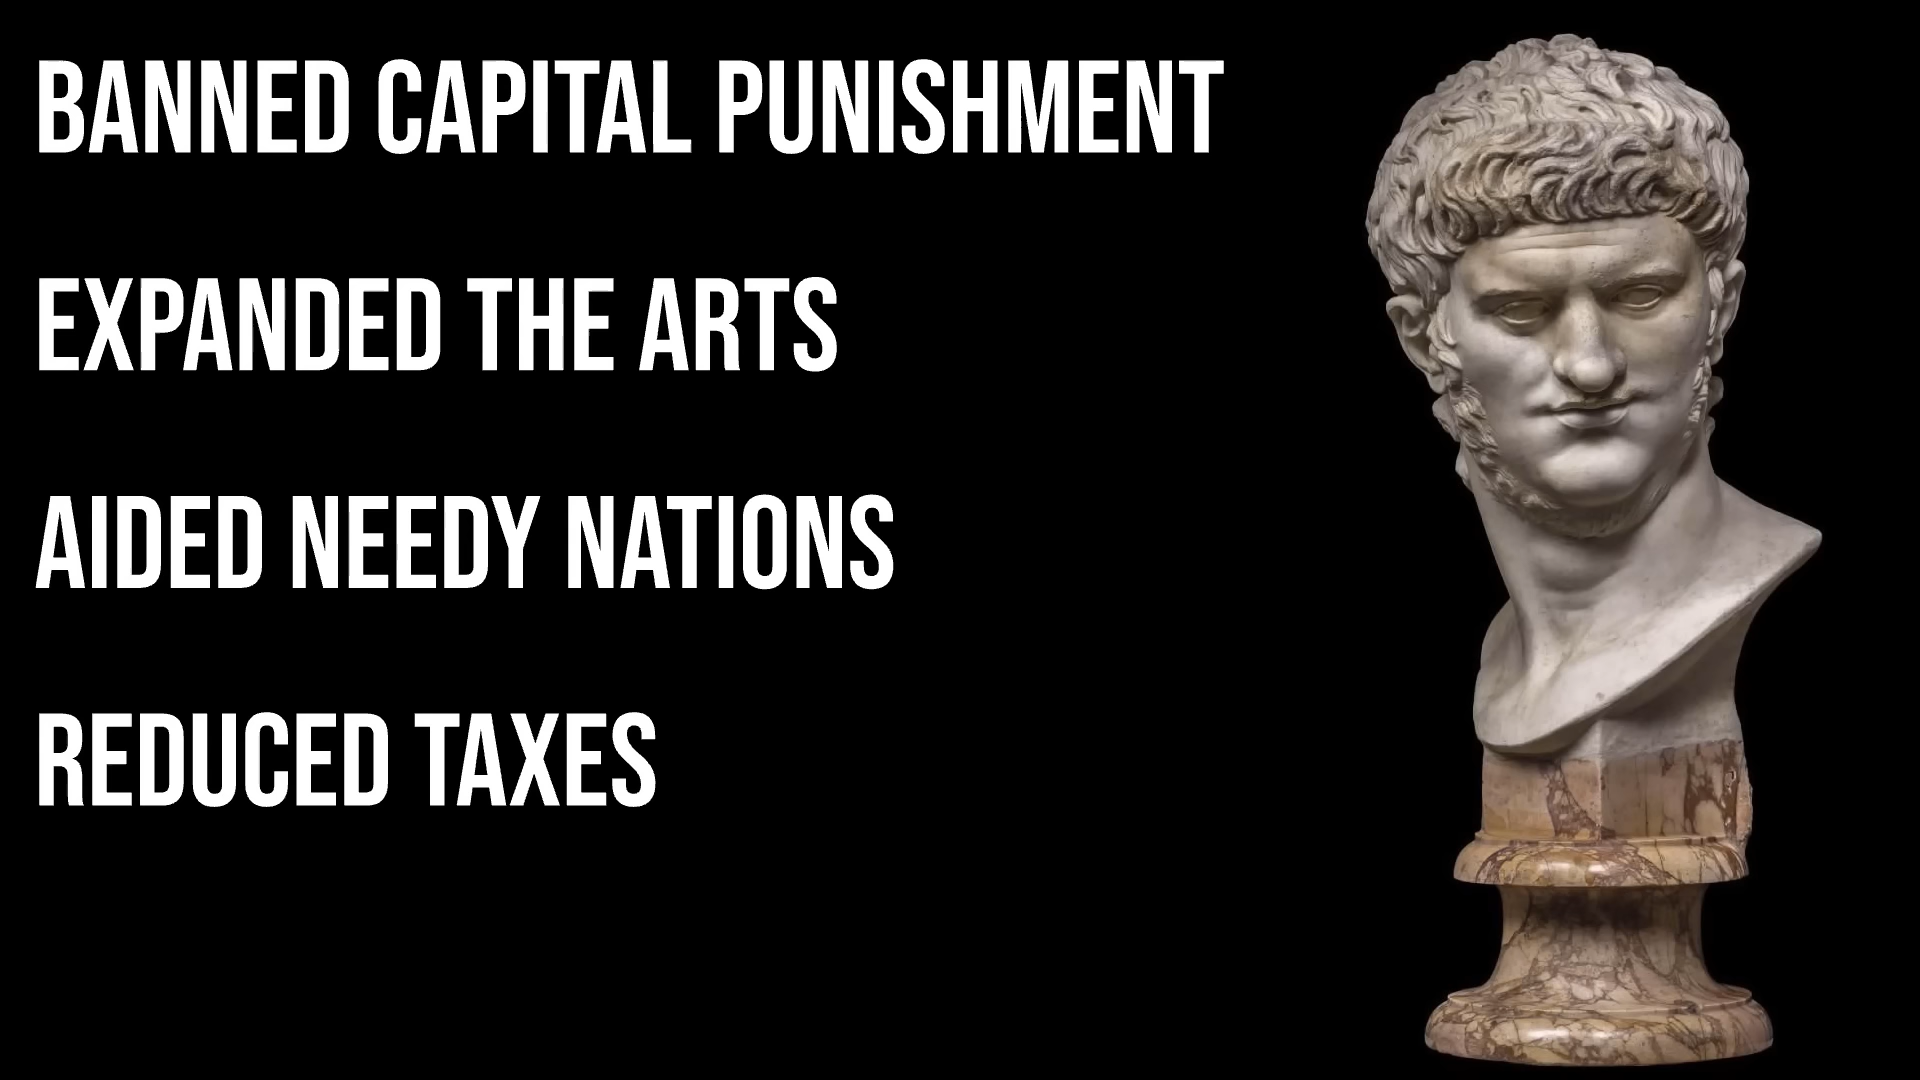 BANNED CAPITAL PUNISHMENT
EXPANDED THE ARTS
AIDED NEEDY NATIONS
REDUCED TAXES